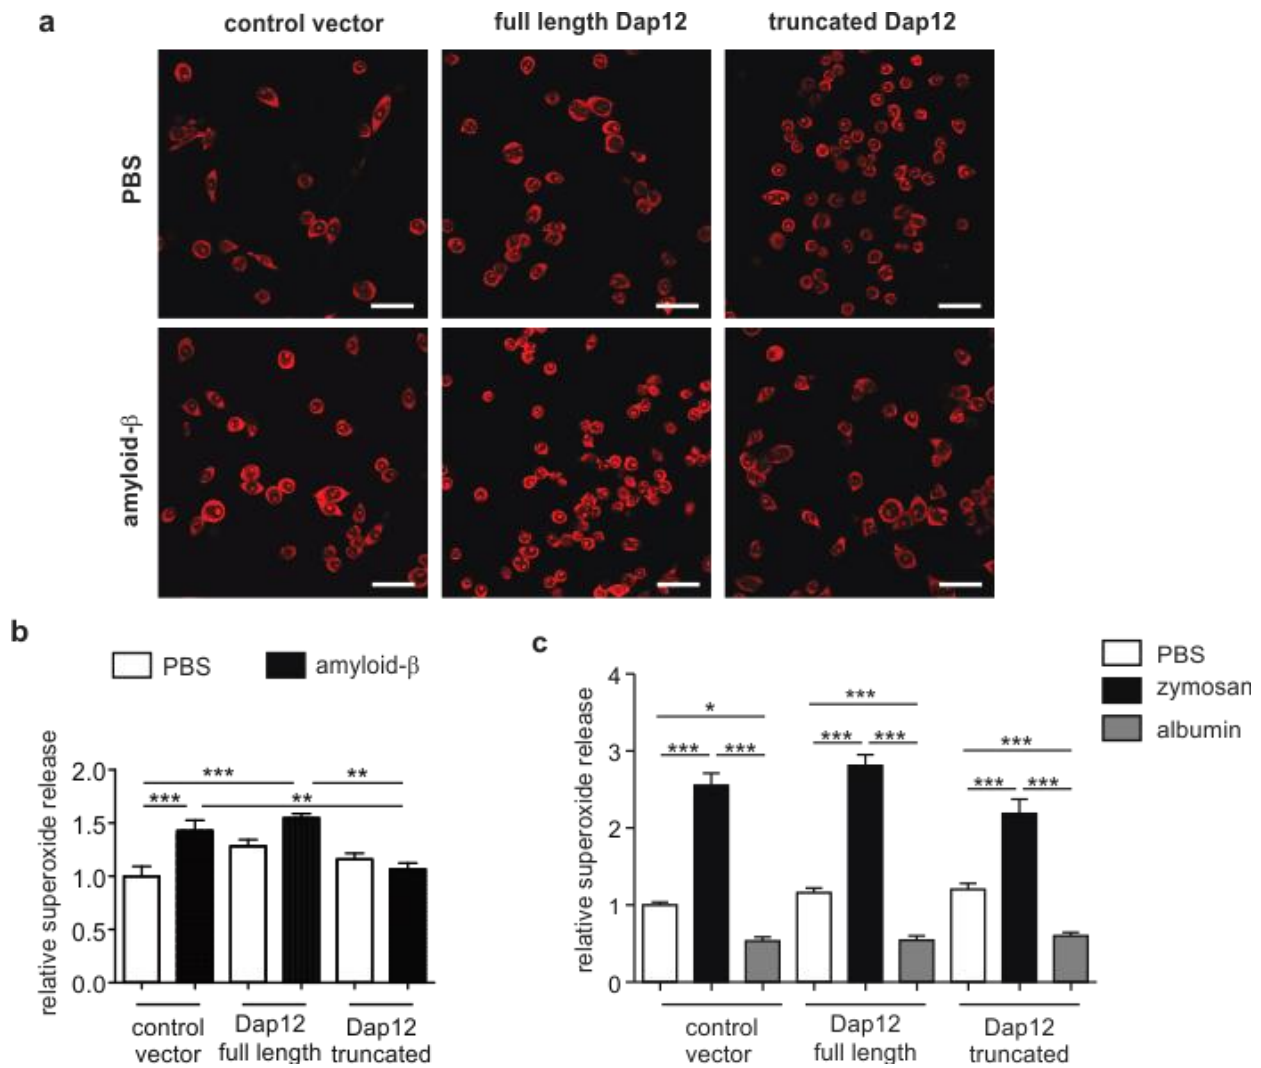 a
control vector
full length Dap12
truncated Dap12
PBS
amyloid-β
b
PBS
amyloid-β
relative superoxide release
2.0
1.5
1.0
0.5
0.0
***
**
***
**
control
vector
Dap12
full length
Dap12
truncated
c
PBS
zymosan
albumin
relative superoxide release
4
3
2
1
0
*
***
***
***
***
***
***
***
***
control
vector
Dap12
full length
Dap12
truncated